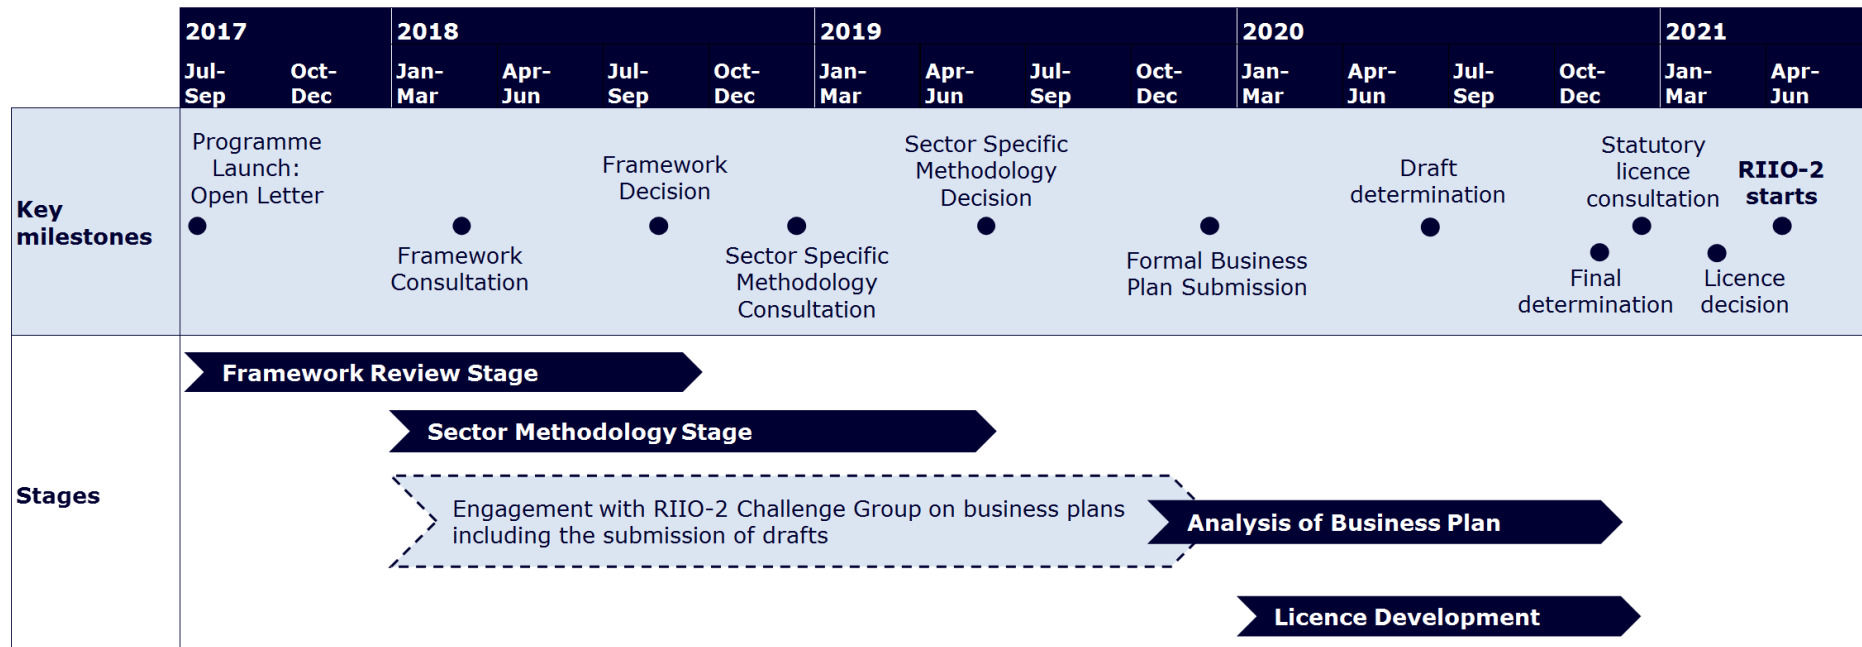 2017
2018
2019
2020
2021
Jul–
Sep
Oct–
Dec
Jan–
Mar
Apr–
Jun
Jul–
Sep
Oct–
Dec
Jan–
Mar
Apr–
Jun
Jul–
Sep
Oct–
Dec
Jan–
Mar
Apr–
Jun
Jul–
Sep
Oct–
Dec
Jan–
Mar
Apr–
Jun
Key
milestones
Programme
Launch:
Open Letter
Framework
Consultation
Framework
Decision
Sector Specific
Methodology
Consultation
Sector Specific
Methodology
Decision
Formal Business
Plan Submission
Draft
determination
Final
determination
Statutory
licence
consultation
Licence
decision
RIIO-2
starts
Stages
Framework Review Stage
Sector Methodology Stage
Engagement with RIIO-2 Challenge Group on business plans
including the submission of drafts
Analysis of Business Plan
Licence Development